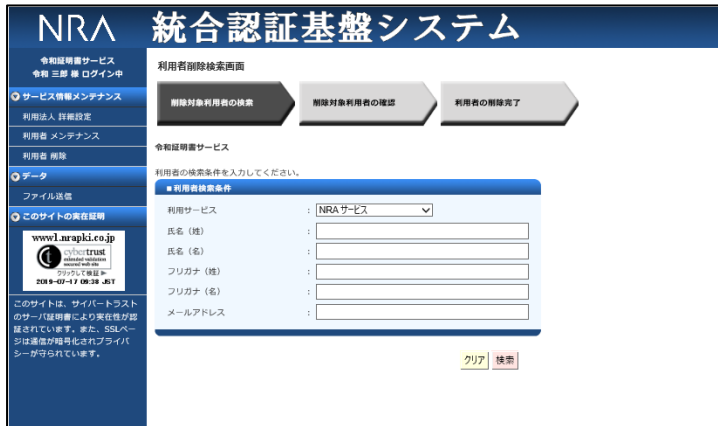 NRA
統合認証基盤システム
令和証明書サービス
令和 三郎 様 ログイン中
サービス情報メンテナンス
利用法人 詳細設定
利用者 メンテナンス
利用者 削除
データ
ファイル送信
このサイトの実在証明
www1.nrapki.co.jp
cybertrust
extended validation
secured web site
クリックして検証
2019-07-17 09:38 JST
このサイトは、サイバートラスト
のサーバ証明書により実在性が認
証されています。また、SSLペー
ジは通信が暗号化されプライバ
シーが守られています。
利用者削除検索画面
削除対象利用者の検索
削除対象利用者の確認
利用者の削除完了
令和証明書サービス
利用者の検索条件を入力してください。
■利用者検索条件
利用サービス : NRA サービス
氏名（姓） :
氏名（名） :
フリガナ（姓） :
フリガナ（名） :
メールアドレス :
クリア 検索